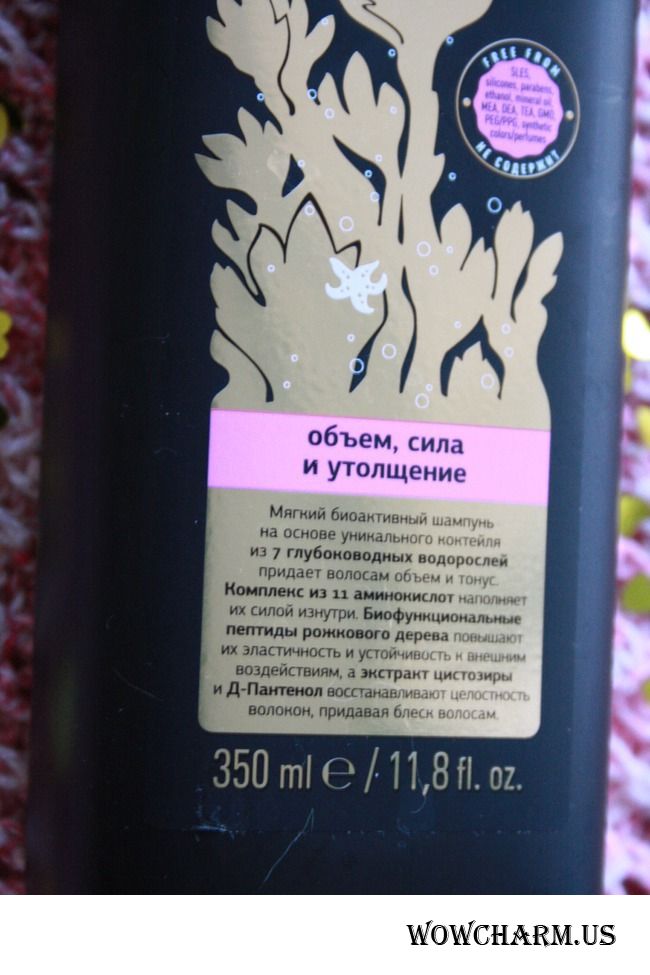 FREE FROM
SLES,
silicones, parabens,
ethanol, mineral oil,
MEA, DEA, TEA, GMO,
PEG/PPG, synthetic
colors/perfumes
НЕ СОДЕРЖИТ
объем, сила
и утолщение
Мягкий биоактивный шампунь
на основе уникального коктейля
из 7 глубоководных водорослей
придает волосам объем и тонус.
Комплекс из 11 аминокислот наполняет
их силой изнутри. Биофункциональные
пептиды рожкового дерева повышают
их эластичность и устойчивость к внешним
воздействиям, а экстракт цистозиры
и Д-Пантенол восстанавливают целостность
волокон, придавая блеск волосам.
350 ml e / 11,8 fl. oz.
WOWCHARM.US